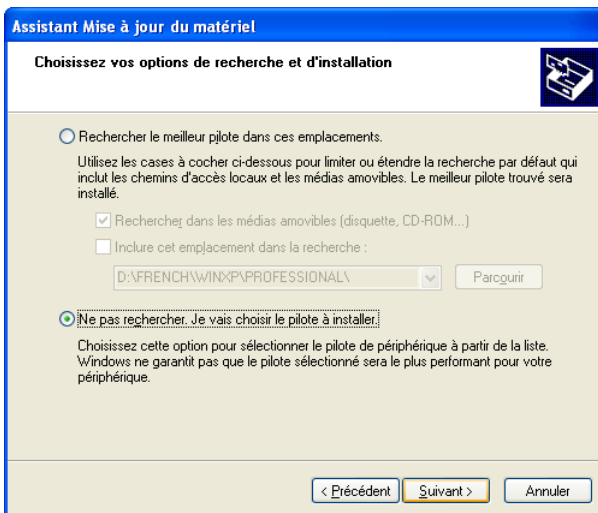 Assistant Mise à jour du matériel
Choisissez vos options de recherche et d'installation
Rechercher le meilleur pilote dans ces emplacements.
Utilisez les cases à cocher ci-dessous pour limiter ou étendre la recherche par défaut qui
inclut les chemins d'accès locaux et les médias amovibles. Le meilleur pilote trouvé sera
installé.
Rechercher dans les médias amovibles (disquette, CD-ROM...)
Inclure cet emplacement dans la recherche :
D:\FRENCH\WINXP\PROFESSIONAL\ Parcourir
Ne pas rechercher. Je vais choisir le pilote à installer.
Choisissez cette option pour sélectionner le pilote de périphérique à partir de la liste.
Windows ne garantit pas que le pilote sélectionné sera le plus performant pour votre
périphérique.
< Précédent Suivant > Annuler